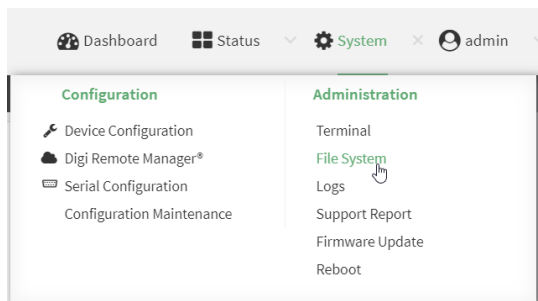 Dashboard Status System admin
Configuration
Device Configuration
Digi Remote Manager®
Serial Configuration
Configuration Maintenance
Administration
Terminal
File System
Logs
Support Report
Firmware Update
Reboot